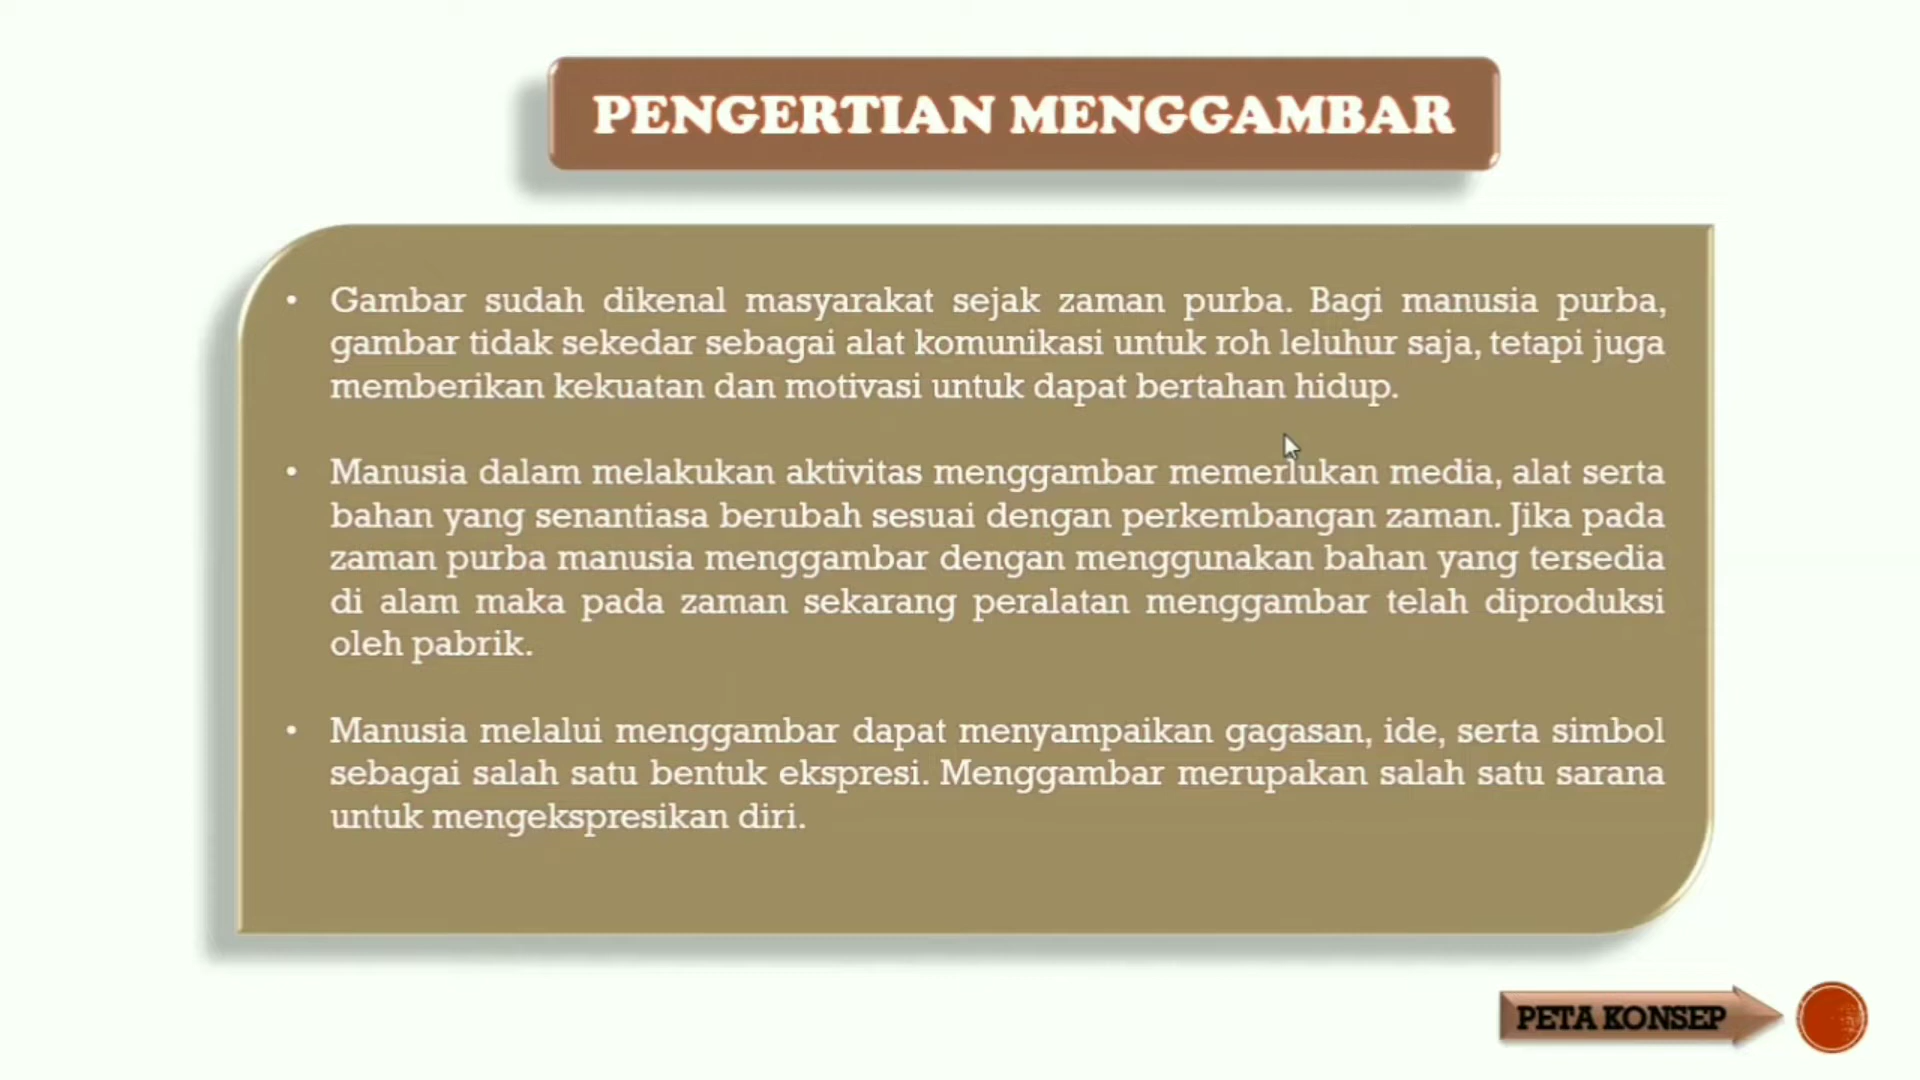 PENGERTIAN MENGGAMBAR
• Gambar sudah dikenal masyarakat sejak zaman purba. Bagi manusia purba,
gambar tidak sekedar sebagai alat komunikasi untuk roh leluhur saja, tetapi juga
memberikan kekuatan dan motivasi untuk dapat bertahan hidup.
• Manusia dalam melakukan aktivitas menggambar memerlukan media, alat serta
bahan yang senantiasa berubah sesuai dengan perkembangan zaman. Jika pada
zaman purba manusia menggambar dengan menggunakan bahan yang tersedia
di alam maka pada zaman sekarang peralatan menggambar telah diproduksi
oleh pabrik.
• Manusia melalui menggambar dapat menyampaikan gagasan, ide, serta simbol
sebagai salah satu bentuk ekspresi. Menggambar merupakan salah satu sarana
untuk mengekspresikan diri.
PETA KONSEP